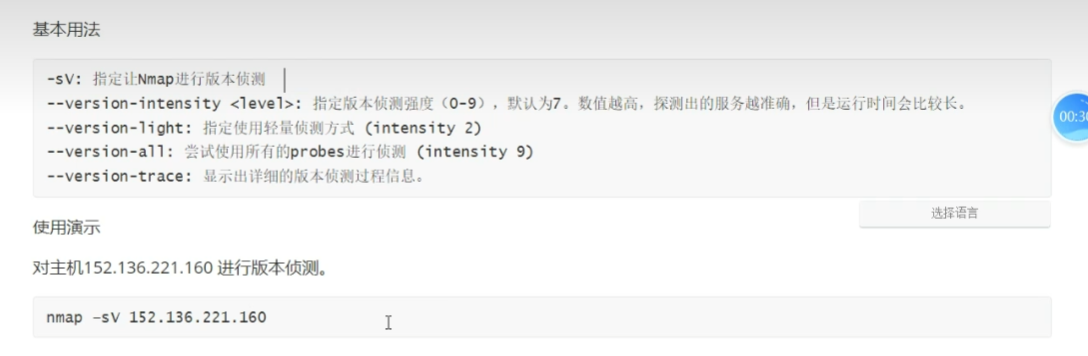 基本用法
-sV: 指定让Nmap进行版本侦测
--version-intensity <level>: 指定版本侦测强度（0-9），默认为7。数值越高，探测出的服务越准确，但是运行时间会比较长。
--version-light: 指定使用轻量侦测方式 (intensity 2)
--version-all: 尝试使用所有的probes进行侦测 (intensity 9)
--version-trace: 显示出详细的版本侦测过程信息。
选择语言
使用演示
对主机152.136.221.160 进行版本侦测。
nmap –sV 152.136.221.160